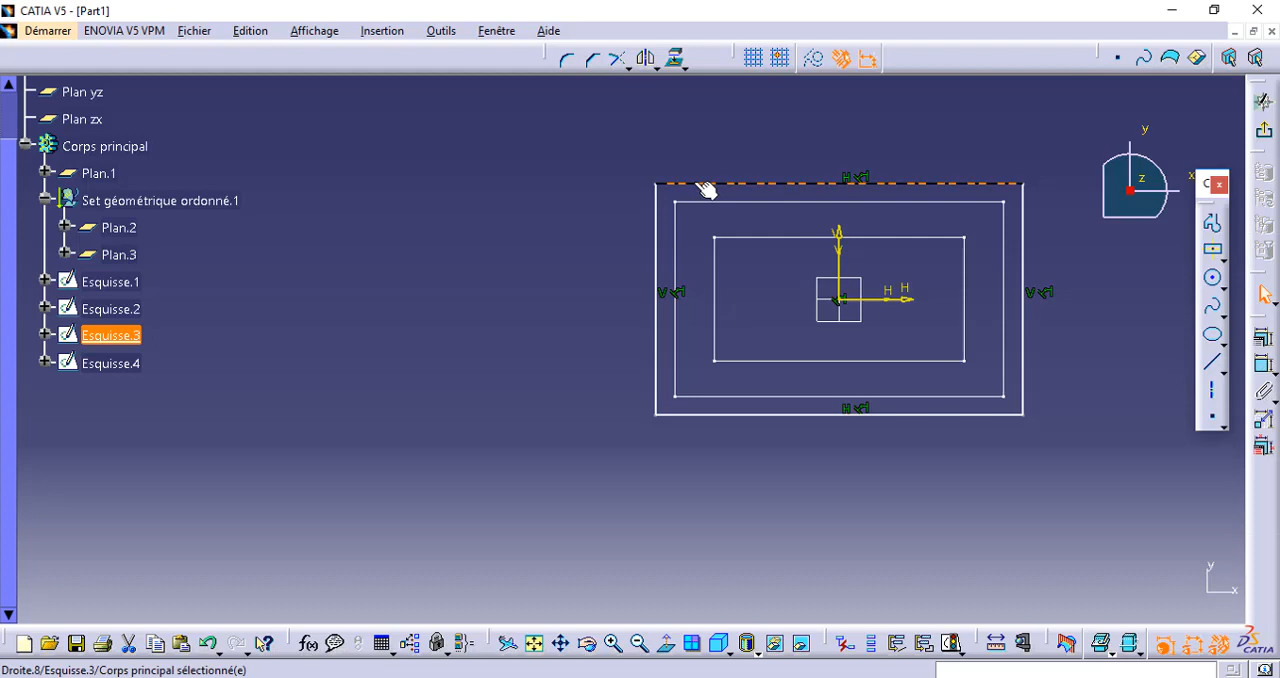 CATIA V5 - [Part1]
Démarrer ENOVIA V5 VPM Fichier Edition Affichage Insertion Outils Fenêtre Aide
Plan yz
Plan zx
Corps principal
Plan.1
Set géométrique ordonné.1
Plan.2
Plan.3
Esquisse.1
Esquisse.2
Esquisse.3
Esquisse.4
H
V
V
H H
V
H
y
z
x
C
y
x
f(x)
CATIA
Droite.8/Esquisse.3/Corps principal sélectionné(e)